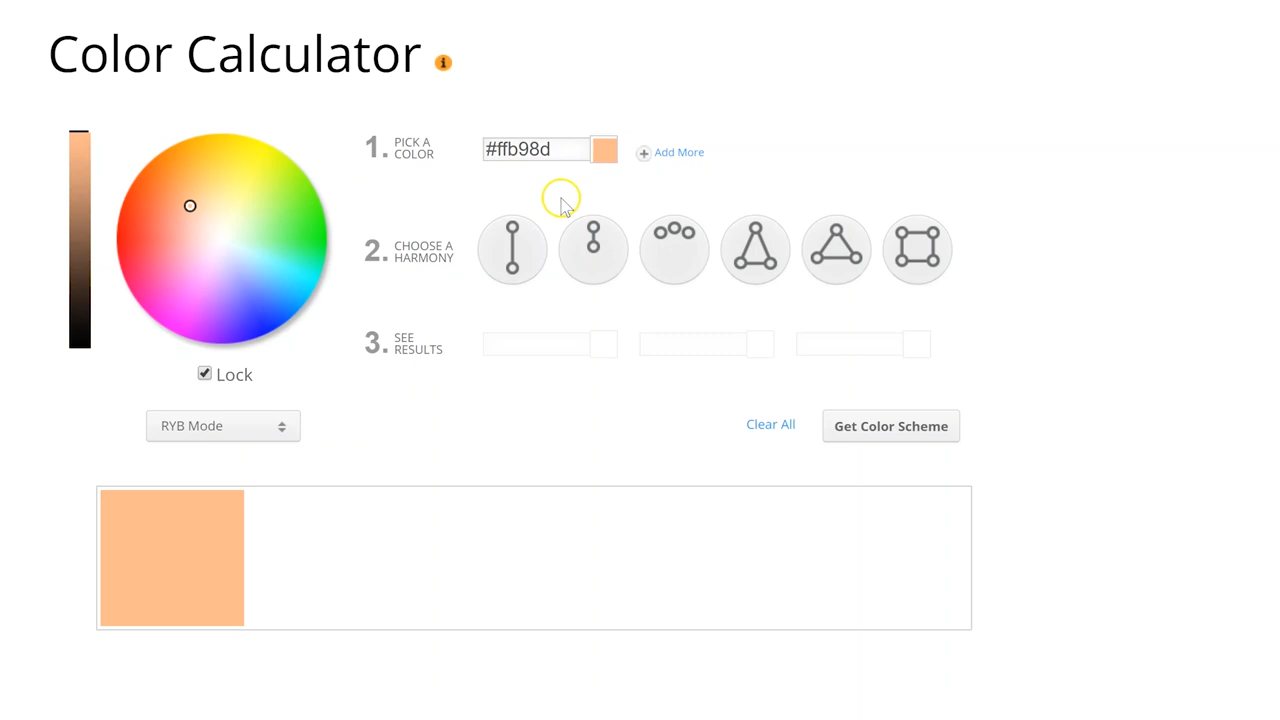 Color Calculator
1. PICK A
COLOR
#ffb98d
Add More
2. CHOOSE A
HARMONY
3. SEE
RESULTS
Lock
RYB Mode
Clear All
Get Color Scheme